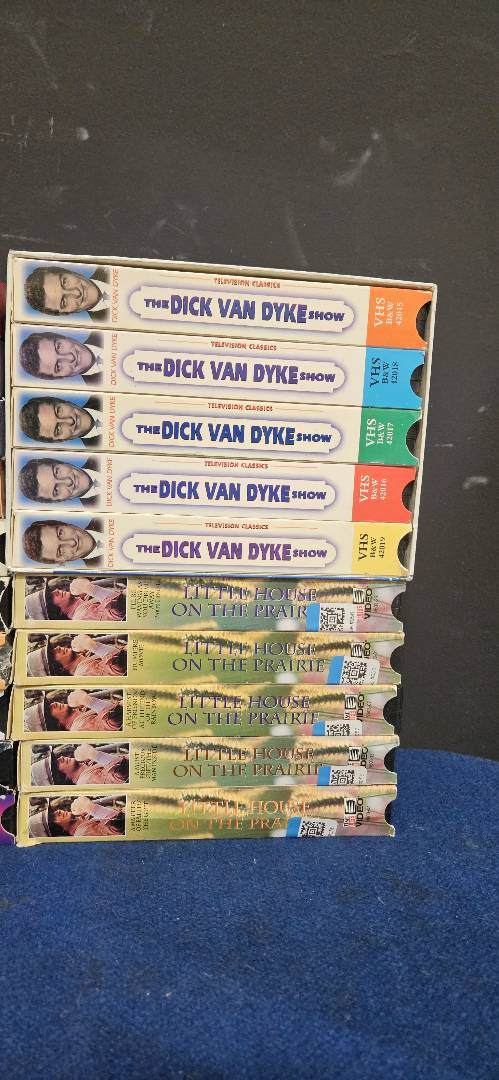 DICK VAN DYKE
TELEVISION CLASSICS
THE DICK VAN DYKE SHOW
VHS
B&W
42015
DICK VAN DYKE
TELEVISION CLASSICS
THE DICK VAN DYKE SHOW
VHS
B&W
42018
DICK VAN DYKE
TELEVISION CLASSICS
THE DICK VAN DYKE SHOW
VHS
B&W
42017
DICK VAN DYKE
TELEVISION CLASSICS
THE DICK VAN DYKE SHOW
VHS
B&W
42016
DICK VAN DYKE
TELEVISION CLASSICS
THE DICK VAN DYKE SHOW
VHS
B&W
42019
LITTLE HOUSE
ON THE PRAIR
VIDEO
LITTLE HOUSE
ON THE PRAIRIE
LITTLE HOUSE
ON THE PRAIRIE
LITTLE HOUSE
ON THE PRAIRIE
LITTLE HOUSE
ON THE PRA
VIDEO